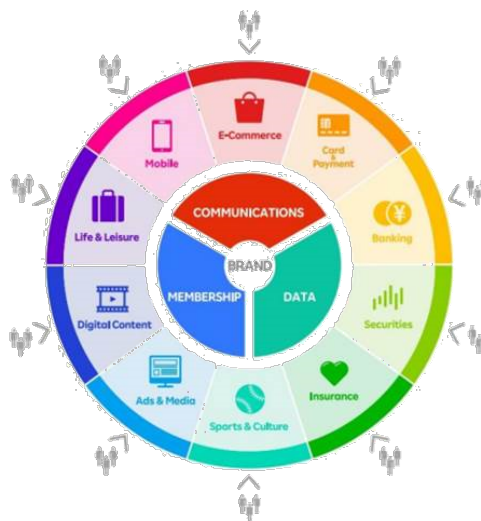 E-Commerce
Card
&
Payment
Banking
Securities
Insurance
Sports & Culture
Ads & Media
Digital Content
Life & Leisure
Mobile
COMMUNICATIONS
BRAND
MEMBERSHIP
DATA
¥